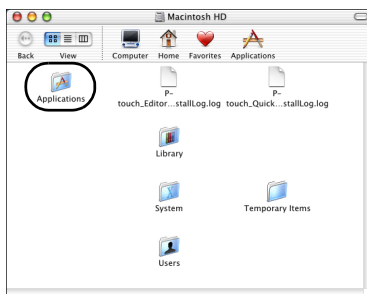 Macintosh HD
Back View Computer Home Favorites Applications
Applications
P-
touch_Editor...stallLog.log
P-
touch_Quick...stallLog.log
Library
System
Temporary Items
Users